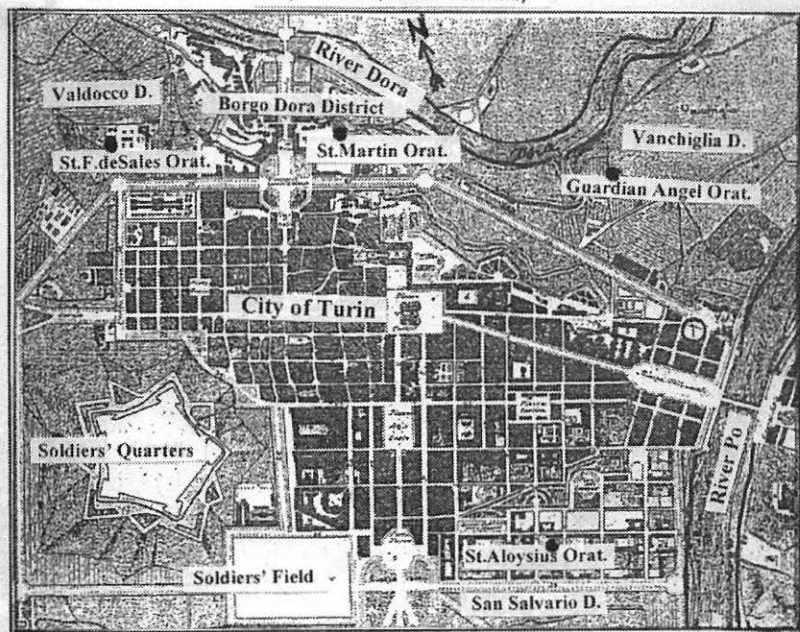 N
River Dora
Valdocco D.
Borgo Dora District
Vanchiglia D.
St.F.deSales Orat.
St.Martin Orat.
Guardian Angel Orat.
City of Turin
Soldiers' Quarters
River Po
St.Aloysius Orat.
Soldiers' Field
San Salvario D.